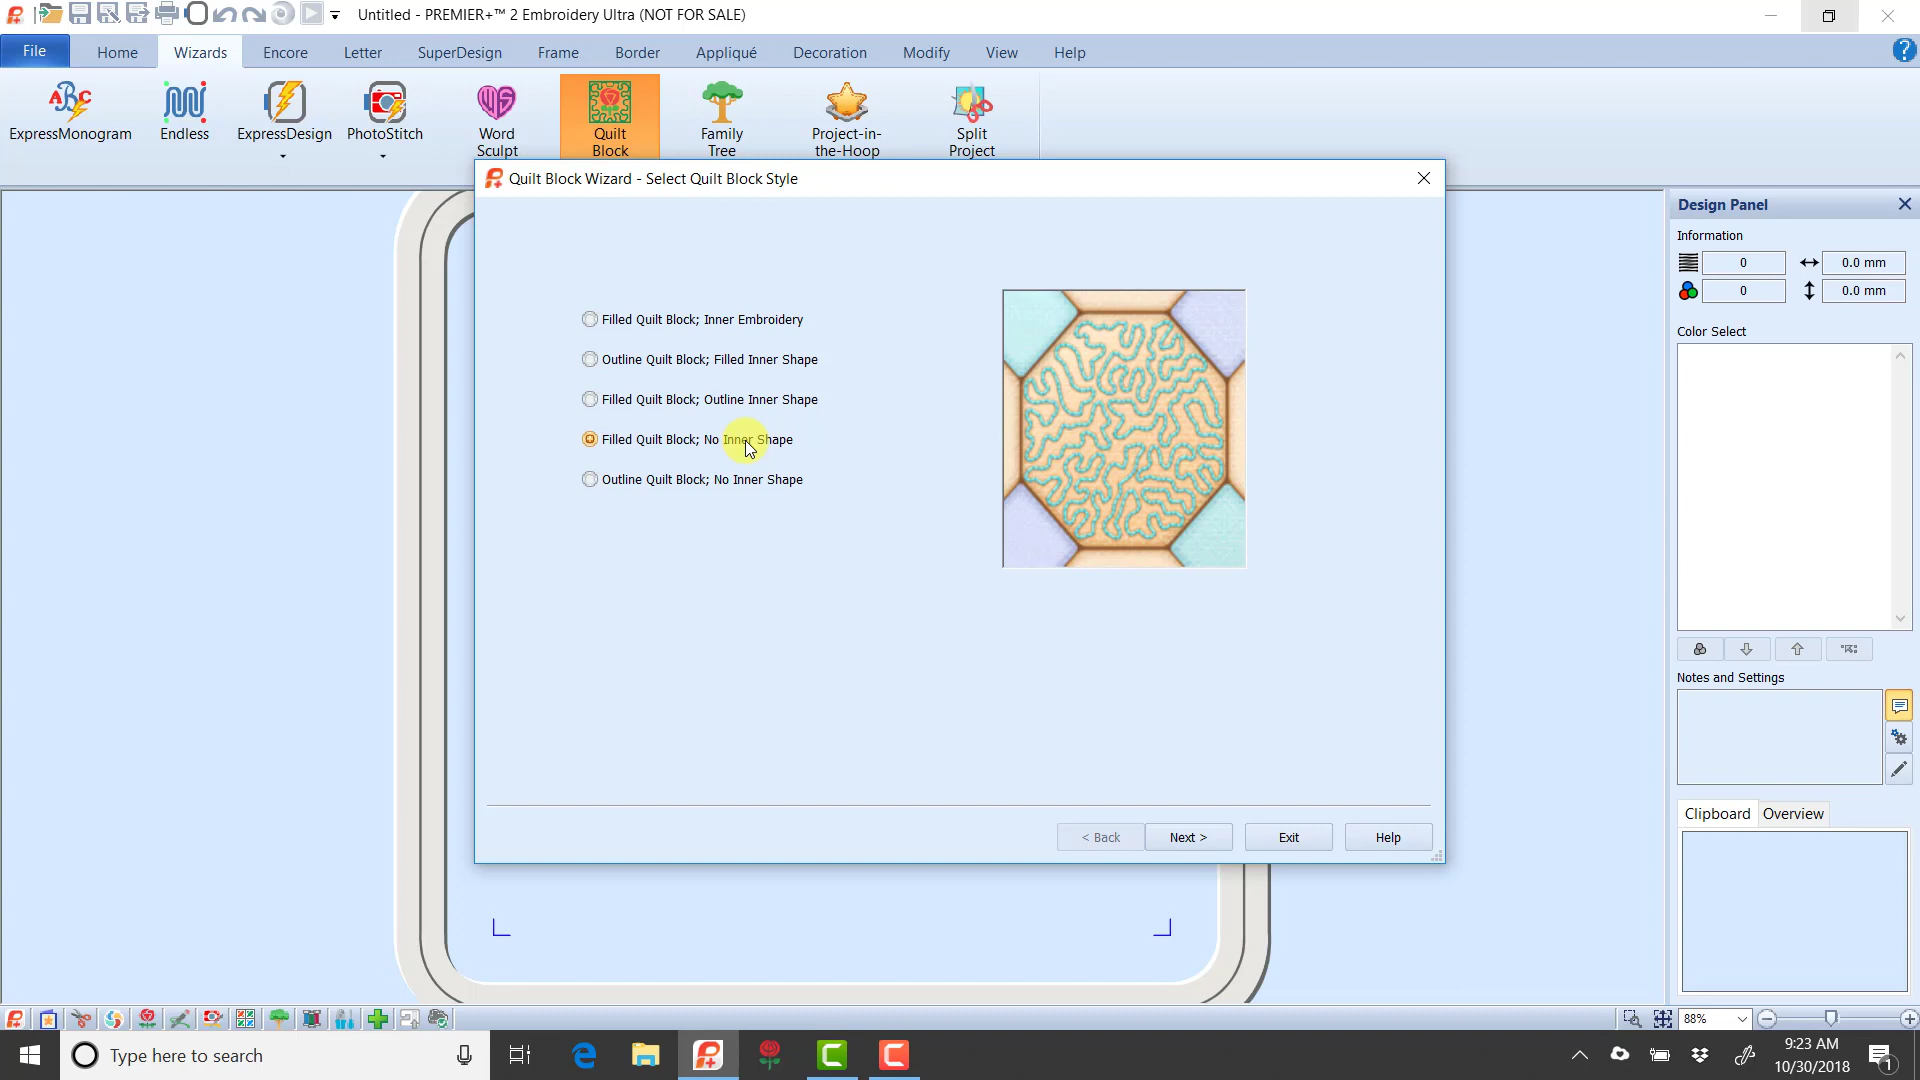 Untitled - PREMIER+™ 2 Embroidery Ultra (NOT FOR SALE)
File Home Wizards Encore Letter SuperDesign Frame Border Appliqué Decoration Modify View Help
ExpressMonogram
Endless
ExpressDesign
PhotoStitch
Word
Sculpt
Quilt
Block
Family
Tree
Project-in-
the-Hoop
Split
Project
Quilt Block Wizard - Select Quilt Block Style
Filled Quilt Block; Inner Embroidery
Outline Quilt Block; Filled Inner Shape
Filled Quilt Block; Outline Inner Shape
Filled Quilt Block; No Inner Shape
Outline Quilt Block; No Inner Shape
< Back Next > Exit Help
Design Panel
Information
0 0.0 mm
0 0.0 mm
Color Select
Notes and Settings
Clipboard Overview
88%
Type here to search
9:23 AM
10/30/2018
1